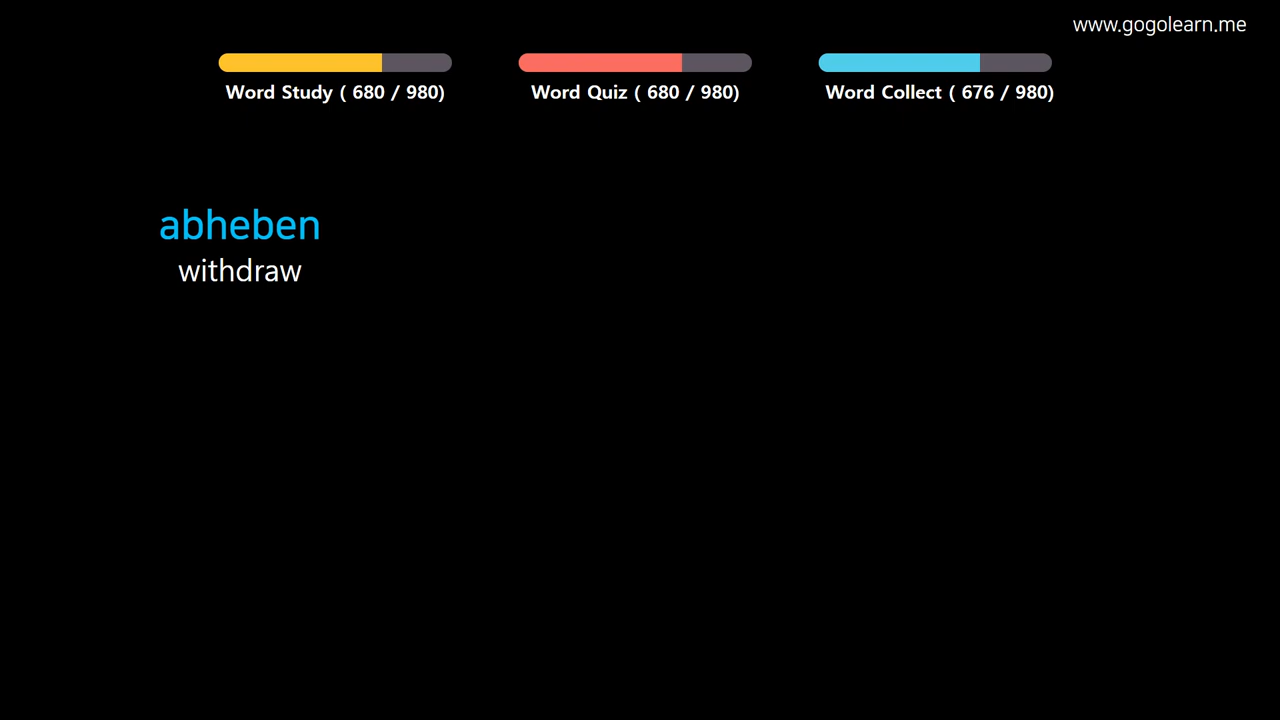 www.gogolearn.me
Word Study ( 680 / 980)
Word Quiz ( 680 / 980)
Word Collect ( 676 / 980)
abheben
withdraw